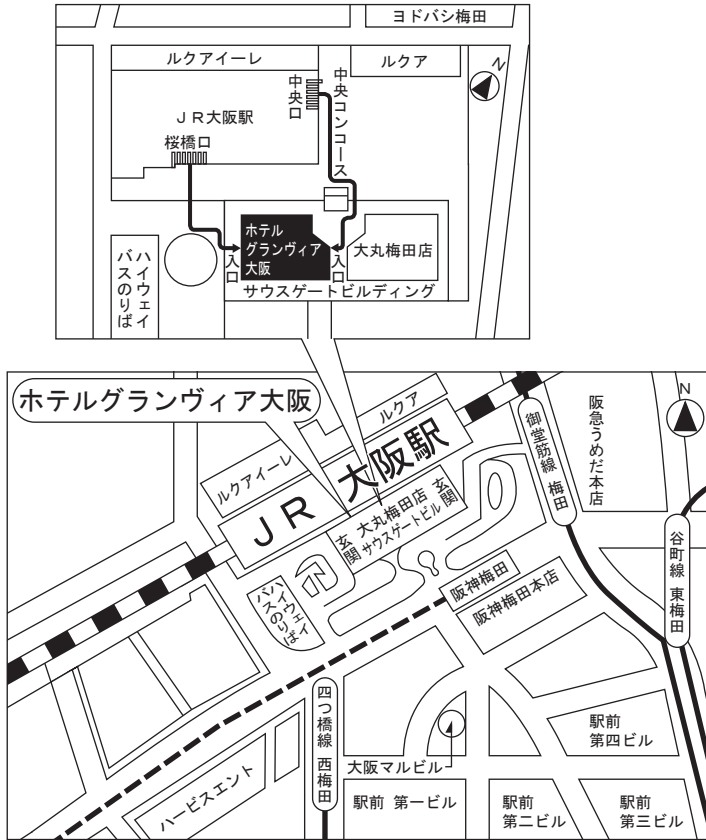 ヨドバシ梅田
ルクアイーレ
ルクア
N
中央口
中央コンコース
JR大阪駅
桜橋口
ホテル
グランヴィア
大阪
入口
入口
大丸梅田店
ハイウェイ
バスのりば
サウスゲートビルディング
ホテルグランヴィア大阪
ルクア
ルクアイーレ
JR 大阪駅
御堂筋線 梅田
阪急うめだ本店
N
谷町線 東梅田
玄関
大丸梅田店
サウスゲートビル
玄関
ハイウェイ
バスのりば
阪神梅田
阪神梅田本店
四つ橋線 西梅田
大阪マルビル
駅前
第四ビル
ハービスエント
駅前 第一ビル
駅前
第二ビル
駅前
第三ビル